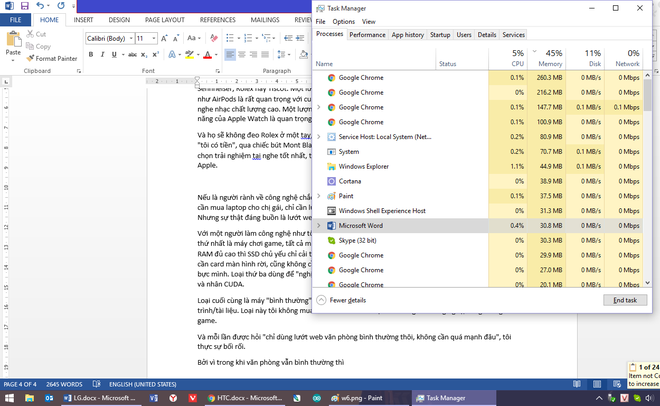 FILE HOME INSERT DESIGN PAGE LAYOUT REFERENCES MAILINGS
Cut
Copy
Paste Format Painter
Clipboard
Calibri (Body) 11
Font
Paragraph
Task Manager
File Options View
Processes Performance App history Startup Users Details Services
5% 45% 11% 0%
Name Status CPU Memory Disk Network
Google Chrome 0.1% 260.3 MB 0 MB/s 0 Mbps
Google Chrome 0% 216.2 MB 0 MB/s 0 Mbps
Google Chrome 0.1% 147.7 MB 0.1 MB/s 0.1 Mbps
Google Chrome 0.1% 100.9 MB 0 MB/s 0 Mbps
Service Host: Local System (Net... 0.2% 80.9 MB 0 MB/s 0 Mbps
System 0.2% 70.7 MB 0.1 MB/s 0 Mbps
Windows Explorer 1.1% 44.9 MB 0.1 MB/s 0 Mbps
Cortana 0% 38.9 MB 0 MB/s 0 Mbps
Paint 0.1% 37.5 MB 0 MB/s 0 Mbps
Windows Shell Experience Host 0% 31.3 MB 0 MB/s 0 Mbps
Microsoft Word 0.4% 30.8 MB 0 MB/s 0 Mbps
Skype (32 bit) 0% 30.3 MB 0 MB/s 0 Mbps
Google Chrome 0% 29.9 MB 0 MB/s 0 Mbps
Google Chrome 0% 27.0 MB 0 MB/s 0 Mbps
Google Chrome 0% 20.1 MB 0 MB/s 0 Mbps
Fewer details End task
Sennheiser, Rolex hay Tiscot. Một
như AirPods là rất quan trọng với
nghe nhạc chất lượng cao. Một
năng của Apple Watch là quan trọng
Và họ sẽ không đeo Rolex ở một tay,
"tôi có tiền", qua chiếc bút Mont
chọn trải nghiệm tai nghe tốt nhất,
Apple.
Nếu là người rành về công nghệ
cần mua laptop cho chị gái, chỉ cần
Nhưng sự thật đáng buồn là lướt
Với một người làm công nghệ như
thứ nhất là máy chơi game, tất cả
RAM đủ cao thì SSD chủ yếu chỉ cải
cần card màn hình rời, cũng không
bực mình. Loại thứ ba dùng để
và nhân CUDA.
Loại cuối cùng là máy "bình thường"
trình/tài liệu. Loại này tôi không
game.
Và mỗi lần được hỏi "chỉ dùng lướt web văn phòng bình thường thôi, không cần quá mạnh đâu", tôi
thực sự bối rối.
Bởi vì trong khi văn phòng vẫn bình thường thì
1 of 24
Item not
to increase
PAGE 4 OF 4 2645 WORDS ENGLISH (UNITED STATES)
LG.docx - Microsoft ... HTC.docx - Microsoft... w6.png - Paint Task Manager